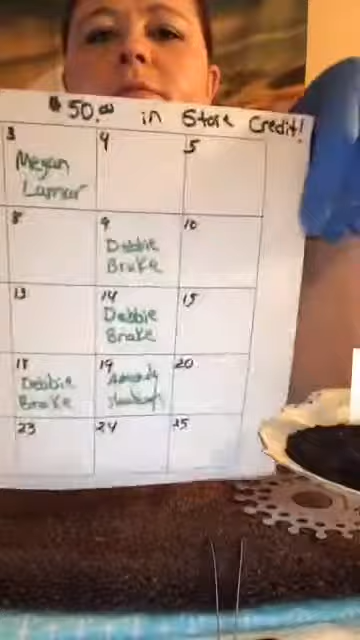 $50.00 in Store Credit!
3 4 5
Megan
Lamar
8 9 10
Debbie
Brake
13 14 15
Debbie
Brake
18 19 20
Debbie
Brake
23 24 25